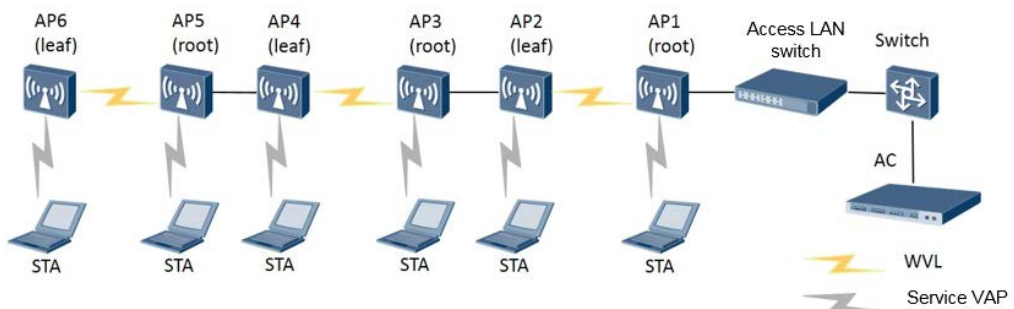 AP6
(leaf)
AP5
(root)
AP4
(leaf)
AP3
(root)
AP2
(leaf)
AP1
(root)
Access LAN
switch
Switch
AC
STA
STA
STA
STA
STA
STA
WVL
Service VAP